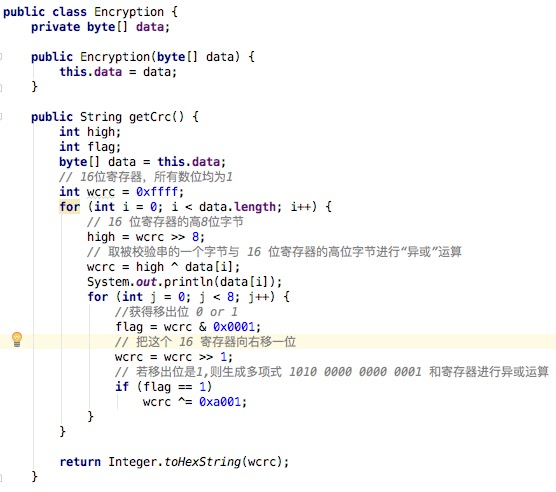 public class Encryption {
    private byte[] data;

    public Encryption(byte[] data) {
        this.data = data;
    }

    public String getCrc() {
        int high;
        int flag;
        byte[] data = this.data;
        // 16位寄存器，所有数位均为1
        int wcrc = 0xffff;
        for (int i = 0; i < data.length; i++) {
            // 16 位寄存器的高8位字节
            high = wcrc >> 8;
            // 取被校验串的一个字节与 16 位寄存器的高位字节进行“异或”运算
            wcrc = high ^ data[i];
            System.out.println(data[i]);
            for (int j = 0; j < 8; j++) {
                //获得移出位 0 or 1
                flag = wcrc & 0x0001;
                // 把这个 16 寄存器向右移一位
                wcrc = wcrc >> 1;
                // 若移出位是1,则生成多项式 1010 0000 0000 0001 和寄存器进行异或运算
                if (flag == 1)
                    wcrc ^= 0xa001;
            }
        }

        return Integer.toHexString(wcrc);
    }